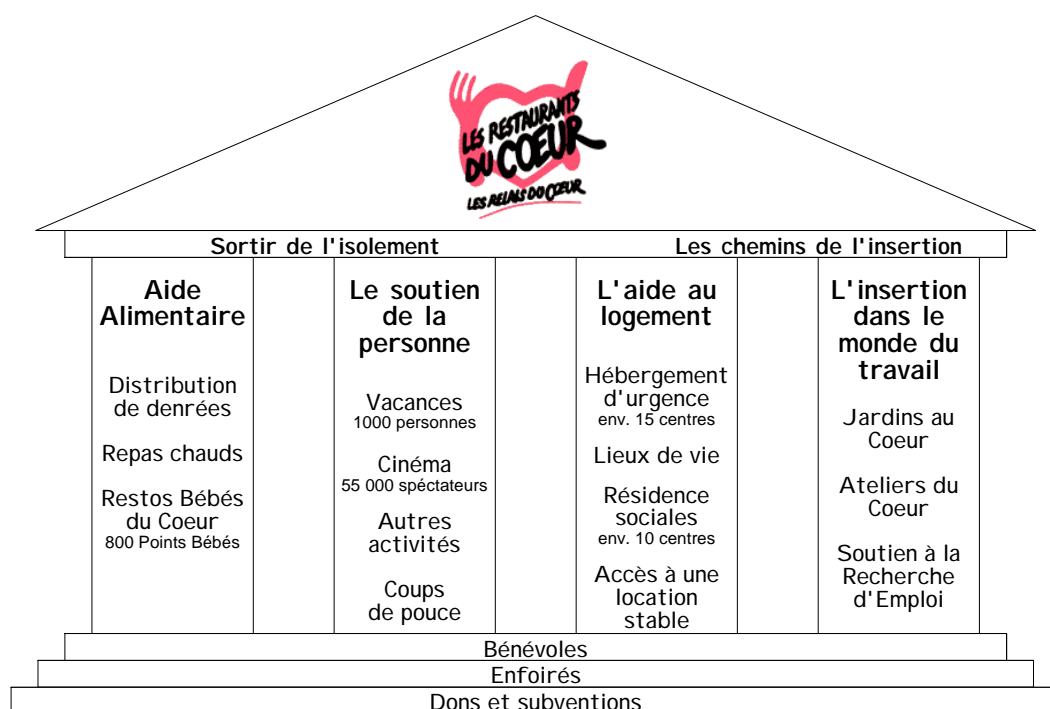 LES RESTAURANTS
DU COEUR
LES RELAIS DU COEUR
Sortir de l'isolement
Les chemins de l'insertion
Aide
Alimentaire
Distribution
de denrées
Repas chauds
Restos Bébés
du Coeur
800 Points Bébés
Le soutien
de la
personne
Vacances
1000 personnes
Cinéma
55 000 spéctateurs
Autres
activités
Coups
de pouce
L'aide au
logement
Hébergement
d'urgence
env. 15 centres
Lieux de vie
Résidence
sociales
env. 10 centres
Accès à une
location
stable
L'insertion
dans le
monde du
travail
Jardins au
Coeur
Ateliers du
Coeur
Soutien à la
Recherche
d'Emploi
Bénévoles
Enfoirés
Dons et subventions